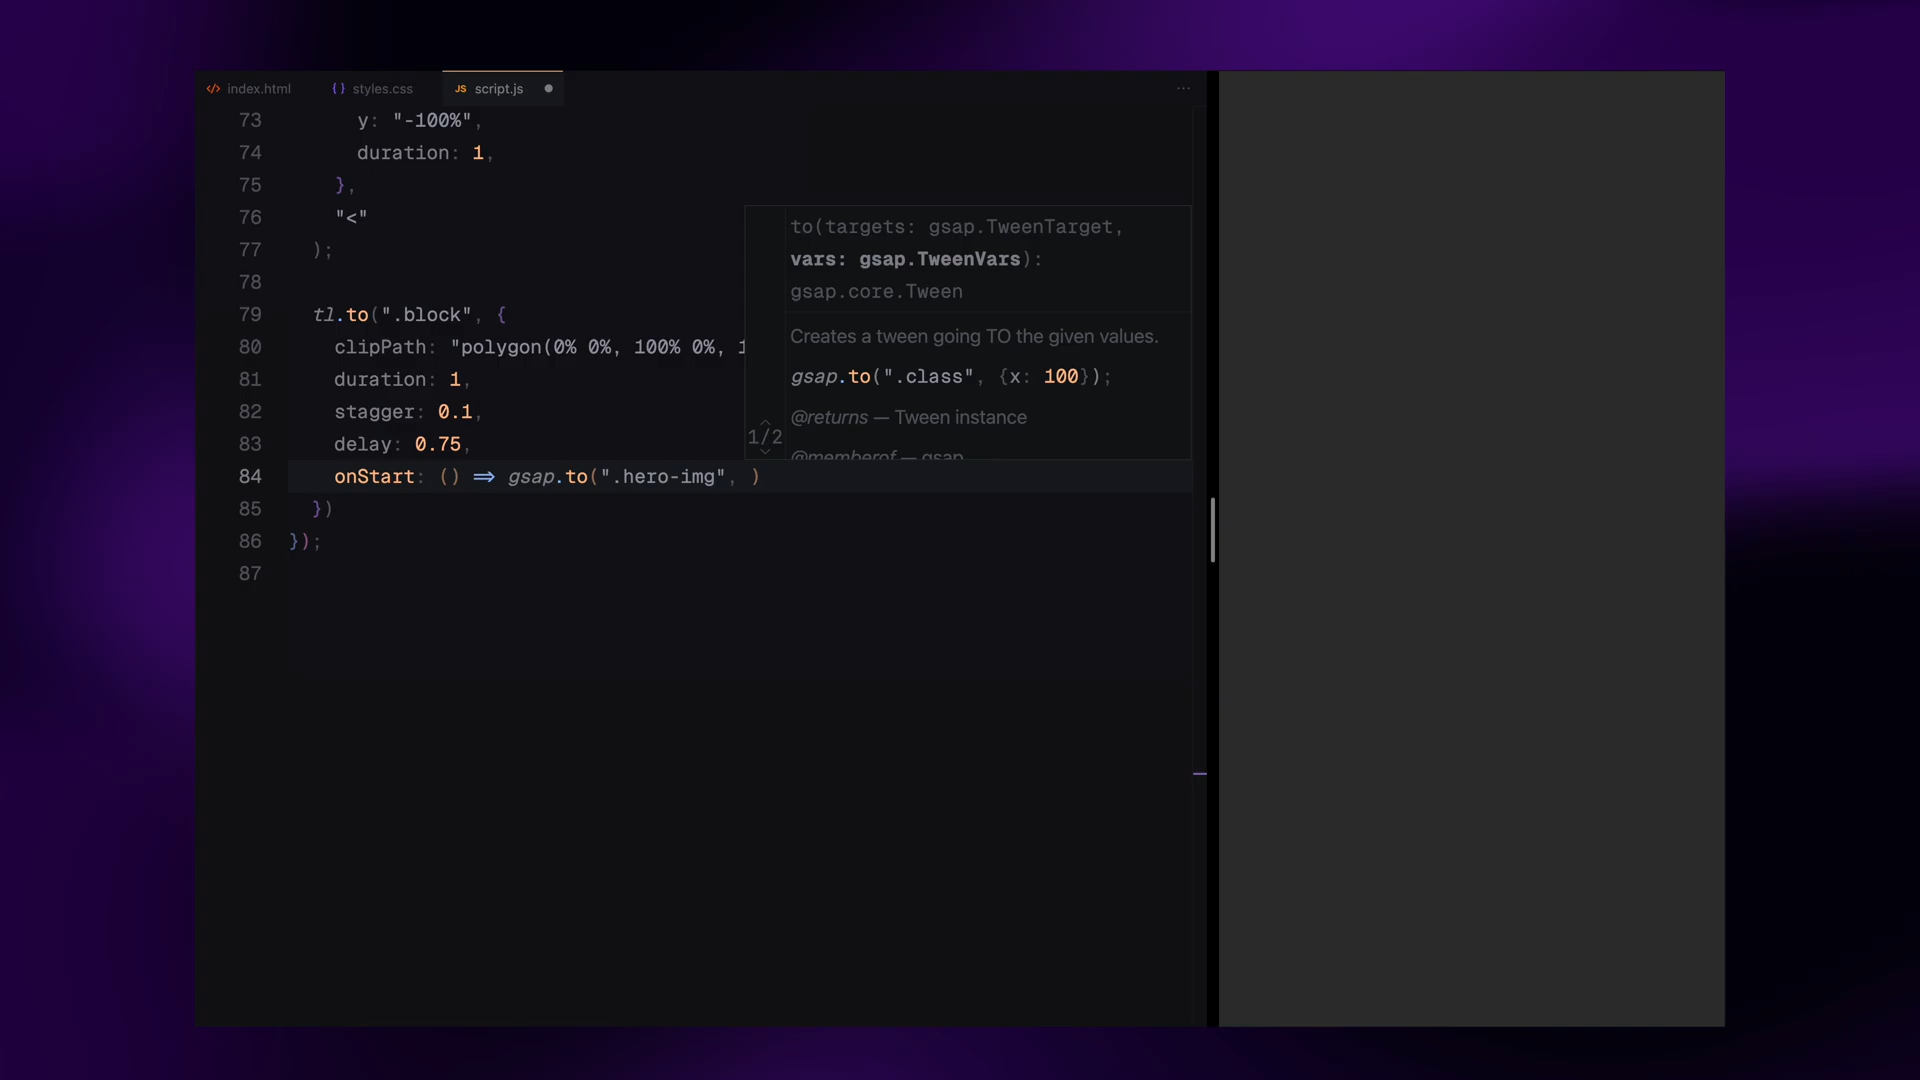 index.html
{ } styles.css
JS script.js
73 y: "-100%",
74 duration: 1,
75 },
76 "<"
77 );
78
79 tl.to(".block", {
80 clipPath: "polygon(0% 0%, 100% 0%, 1
81 duration: 1,
82 stagger: 0.1,
83 delay: 0.75,
84 onStart: () => gsap.to(".hero-img", )
85 })
86 });
87
to(targets: gsap.TweenTarget,
vars: gsap.TweenVars):
gsap.core.Tween
Creates a tween going TO the given values.
gsap.to(".class", {x: 100});
@returns — Tween instance
1/2
@memberof — gsap